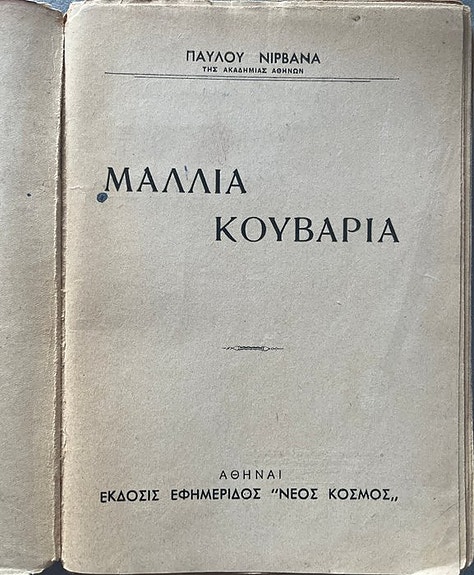 ΠΑΥΛΟΥ ΝΙΡΒΑΝΑ
ΤΗΣ ΑΚΑΔΗΜΙΑΣ ΑΘΗΝΩΝ
ΜΑΛΛΙΑ
ΚΟΥΒΑΡΙΑ
ΑΘΗΝΑΙ
ΕΚΔΟΣΙΣ ΕΦΗΜΕΡΙΔΟΣ "ΝΕΟΣ ΚΟΣΜΟΣ„